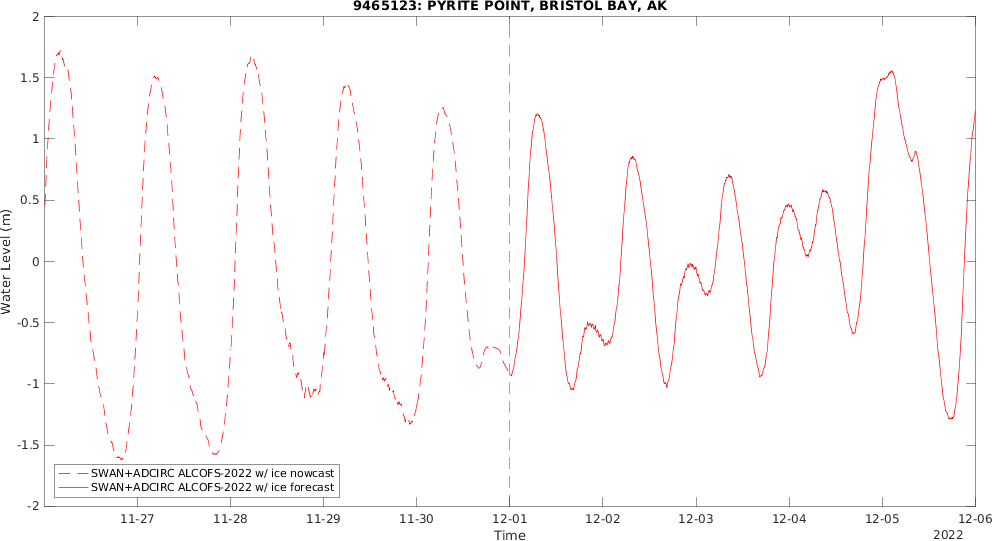 9465123: PYRITE POINT, BRISTOL BAY, AK
2
1.5
1
0.5
0
-0.5
-1
-1.5
-2
Water Level (m)
SWAN+ADCIRC ALCOFS-2022 w/ ice nowcast
SWAN+ADCIRC ALCOFS-2022 w/ ice forecast
11-27 11-28 11-29 11-30 12-01 12-02 12-03 12-04 12-05 12-06
Time
2022